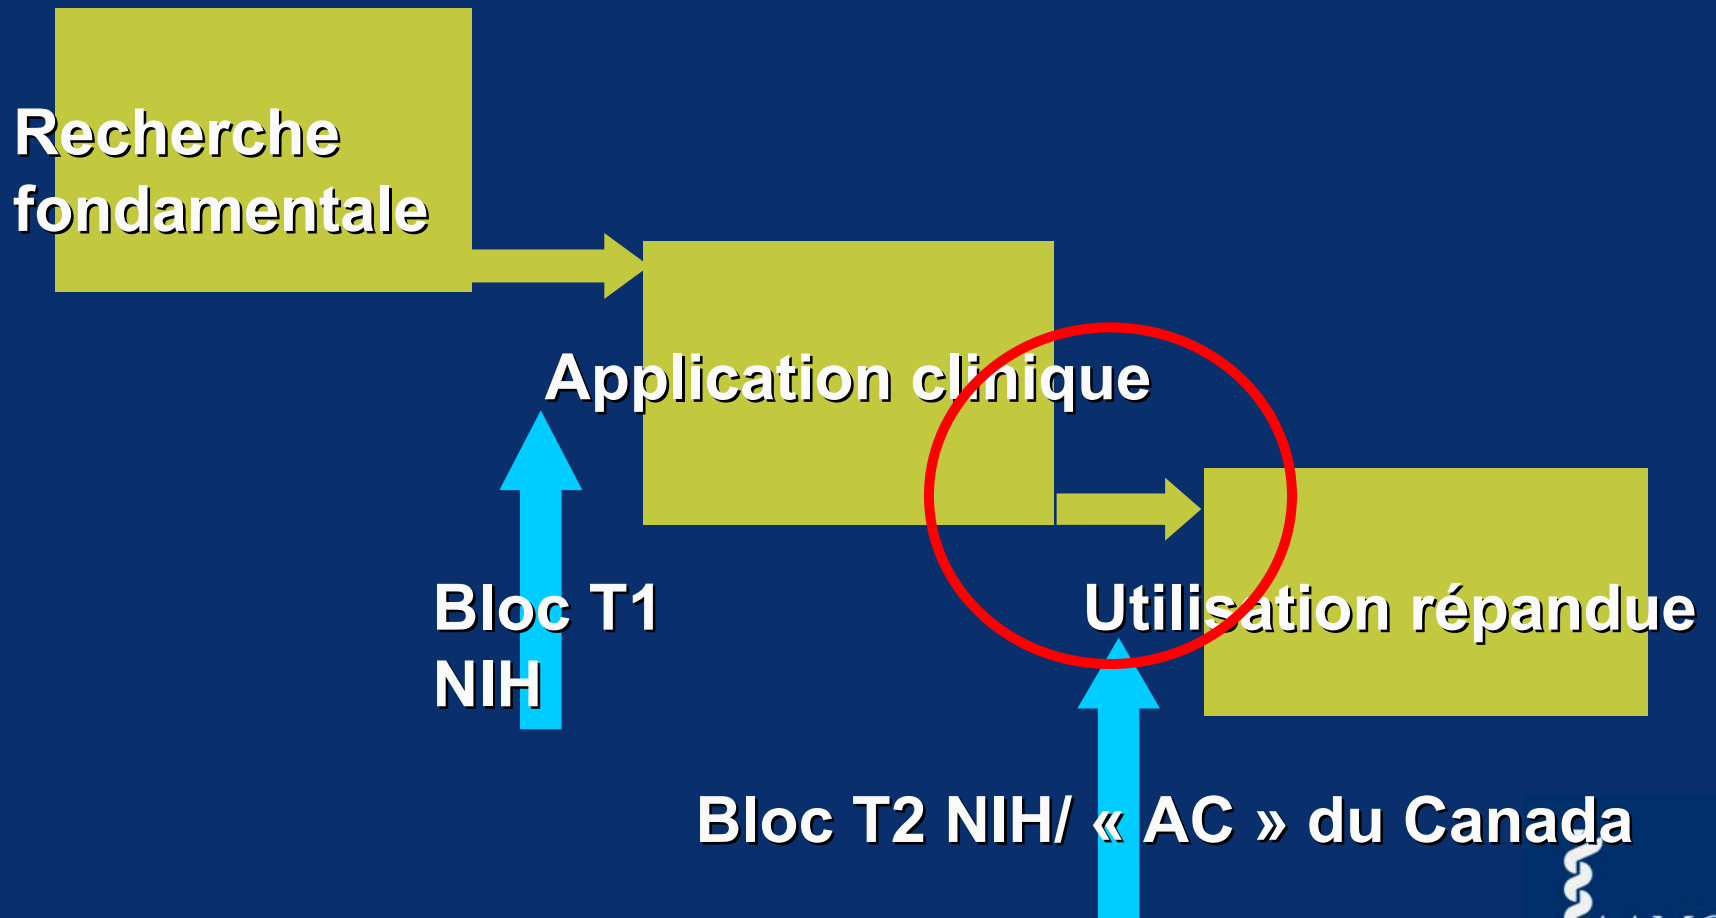 Recherche
fondamentale
Application clinique
Bloc T1
NIH
Utilisation répandue
Bloc T2 NIH/ « AC » du Canada